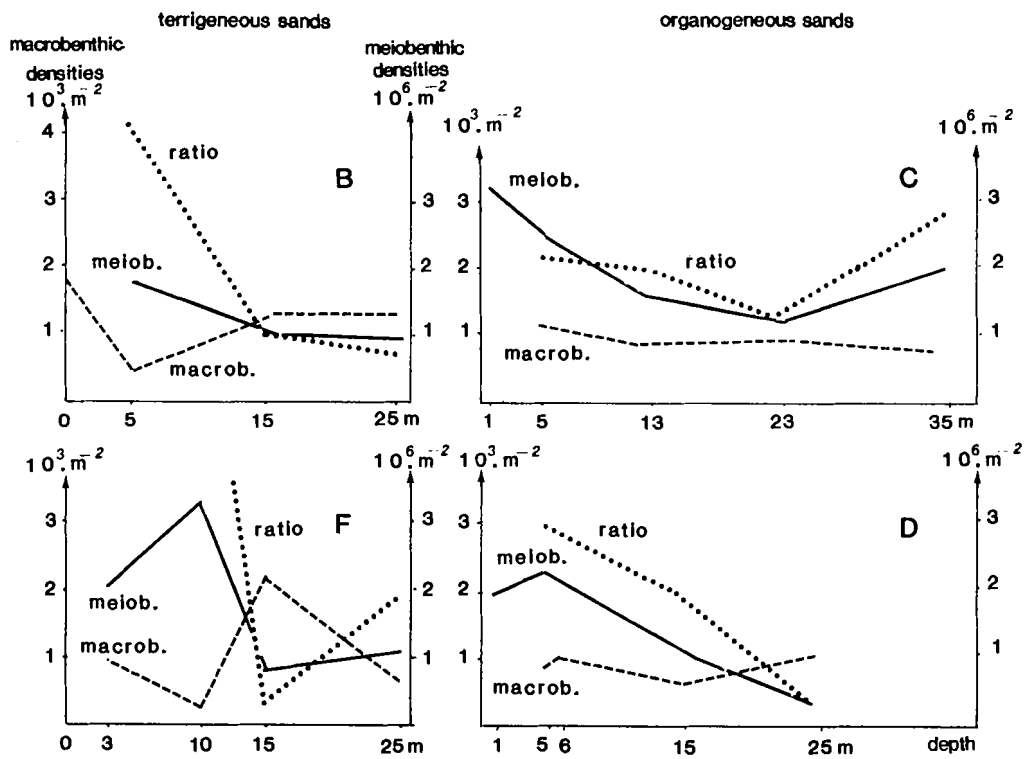 terrigeneous sands
organogeneous sands
macrobenthic densities
10³.m⁻²
meiobenthic densities
10⁶.m⁻²
4
3
2
1
3
2
1
ratio
B
meiob.
macrob.
0 5 15 25 m
10³.m⁻²
10⁶.m⁻²
3
2
1
3
2
1
meiob.
C
ratio
macrob.
1 5 13 23 35 m
10³.m⁻²
10⁶.m⁻²
3
2
1
3
2
1
ratio
F
meiob.
macrob.
0 3 10 15 25 m
10³.m⁻²
10⁶.m⁻²
3
2
1
3
2
1
ratio
D
meiob.
macrob.
1 5 6 15 25 m depth